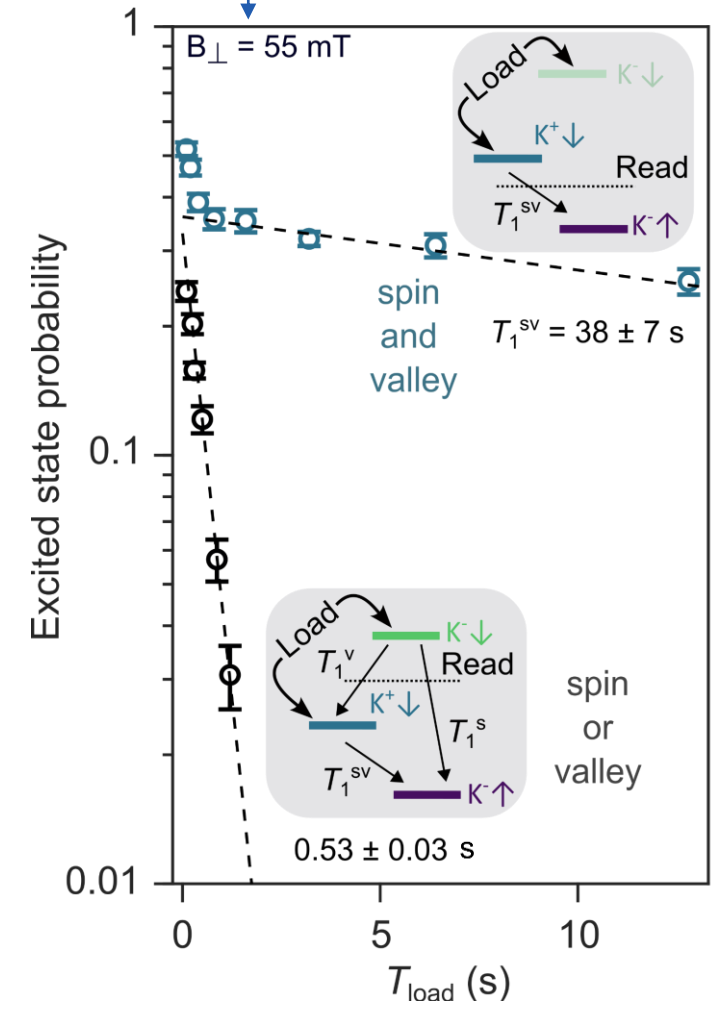 1
B⊥ = 55 mT
Load
K⁻↓
K⁺↓
Read
T₁ˢᵛ
K⁻↑
spin
and
valley
T₁ˢᵛ = 38 ± 7 s
Excited state probability
0.1
Load
K⁻↓
T₁ᵛ
Read
K⁺↓
T₁ˢ
T₁ˢᵛ
K⁻↑
spin
or
valley
0.53 ± 0.03 s
0.01
0 5 10
Tload (s)